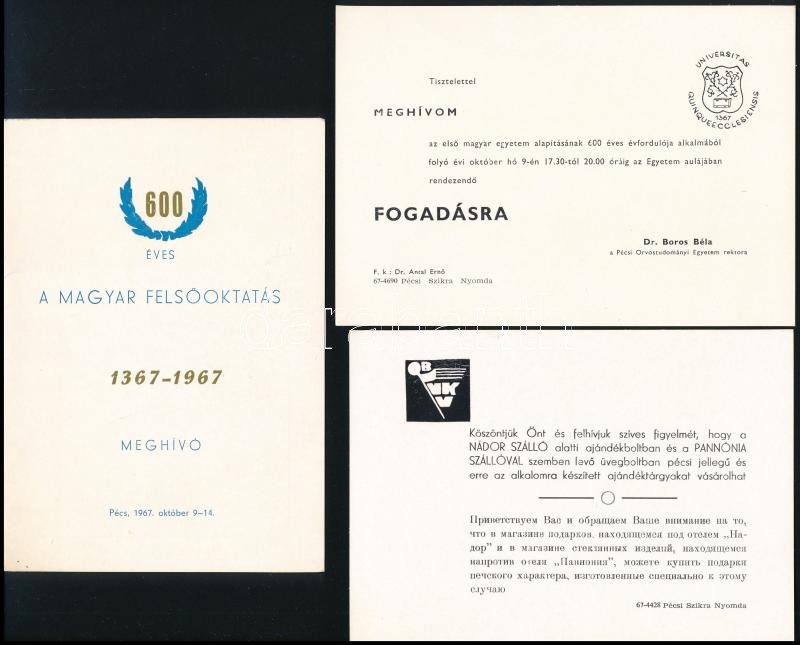 600
ÉVES
A MAGYAR FELSŐOKTATÁS
1367–1967
MEGHÍVÓ
Pécs, 1967. október 9–14.
UNIVERSITAS
QUINQUEECCLESIENSIS
1367
Tisztelettel
MEGHÍVOM
az első magyar egyetem alapításának 600 éves évfordulója alkalmából
folyó évi október hó 9-én 17.30-tól 20.00 óráig az Egyetem aulájában
rendezendő
FOGADÁSRA
Dr. Boros Béla
a Pécsi Orvostudományi Egyetem rektora
F. k.: Dr. Antal Ernő
67-4690 Pécsi Szikra Nyomda
Köszöntjük Önt és felhívjuk szíves figyelmét, hogy a
NÁDOR SZÁLLÓ alatti ajándékboltban és a PANNÓNIA
SZÁLLÓVAL szemben levő üvegboltban pécsi jellegű és
erre az alkalomra készített ajándéktárgyakat vásárolhat
Приветствуем Вас и обращаем Ваше внимание на то,
что в магазине подарков, находящемся под отелем „На-
дор" и в магазине стеклянных изделий, находящемся
напротив отеля „Паннония", можете купить подарки
печского характера, изготовленные специально к этому
случаю
67-4428 Pécsi Szikra Nyomda